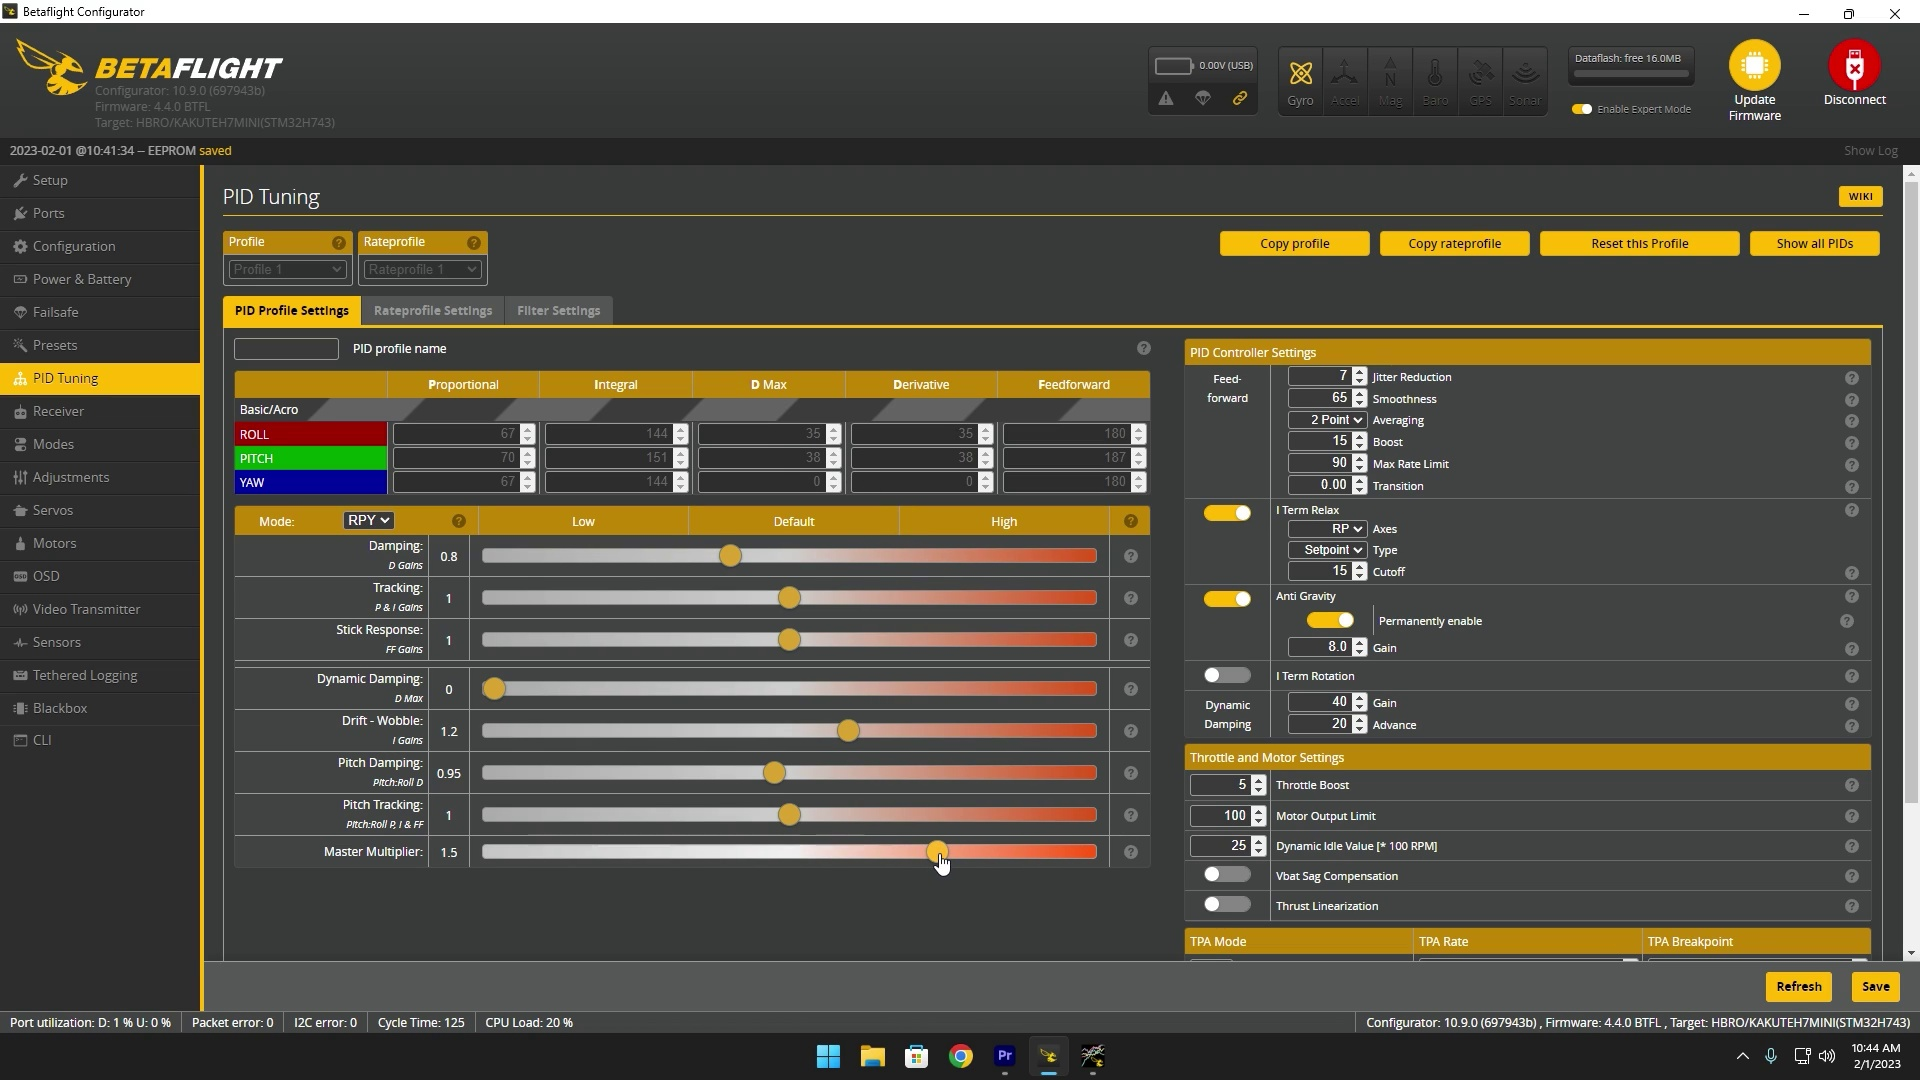 Betaflight Configurator
BETAFLIGHT
Configurator: 10.9.0 (697943b)
Firmware: 4.4.0 BTFL
Target: HBRO/KAKUTEH7MINI(STM32H743)
0.00V (USB)
Gyro Accel Mag Baro GPS Sonar
Dataflash: free 16.0MB
Enable Expert Mode
Update Firmware
Disconnect
2023-02-01 @10:41:34 -- EEPROM saved
Show Log
Setup
Ports
Configuration
Power & Battery
Failsafe
Presets
PID Tuning
Receiver
Modes
Adjustments
Servos
Motors
OSD
Video Transmitter
Sensors
Tethered Logging
Blackbox
CLI
PID Tuning
WIKI
Profile
Profile 1
Rateprofile
Rateprofile 1
Copy profile
Copy rateprofile
Reset this Profile
Show all PIDs
PID Profile Settings
Rateprofile Settings
Filter Settings
PID profile name
Proportional Integral D Max Derivative Feedforward
Basic/Acro
ROLL 67 144 35 35 180
PITCH 70 151 38 38 187
YAW 67 144 0 0 180
Mode: RPY Low Default High
Damping: 0.8
D Gains
Tracking: 1
P & I Gains
Stick Response: 1
FF Gains
Dynamic Damping: 0
D Max
Drift - Wobble: 1.2
I Gains
Pitch Damping: 0.95
Pitch:Roll D
Pitch Tracking: 1
Pitch:Roll P, I & FF
Master Multiplier: 1.5
PID Controller Settings
Feed-forward
7 Jitter Reduction
65 Smoothness
2 Point Averaging
15 Boost
90 Max Rate Limit
0.00 Transition
I Term Relax
RP Axes
Setpoint Type
15 Cutoff
Anti Gravity
Permanently enable
8.0 Gain
I Term Rotation
Dynamic Damping
40 Gain
20 Advance
Throttle and Motor Settings
5 Throttle Boost
100 Motor Output Limit
25 Dynamic Idle Value [* 100 RPM]
Vbat Sag Compensation
Thrust Linearization
TPA Mode TPA Rate TPA Breakpoint
Refresh
Save
Port utilization: D: 1 % U: 0 % Packet error: 0 I2C error: 0 Cycle Time: 125 CPU Load: 20 %
Configurator: 10.9.0 (697943b) , Firmware: 4.4.0 BTFL , Target: HBRO/KAKUTEH7MINI(STM32H743)
Pr
10:44 AM
2/1/2023